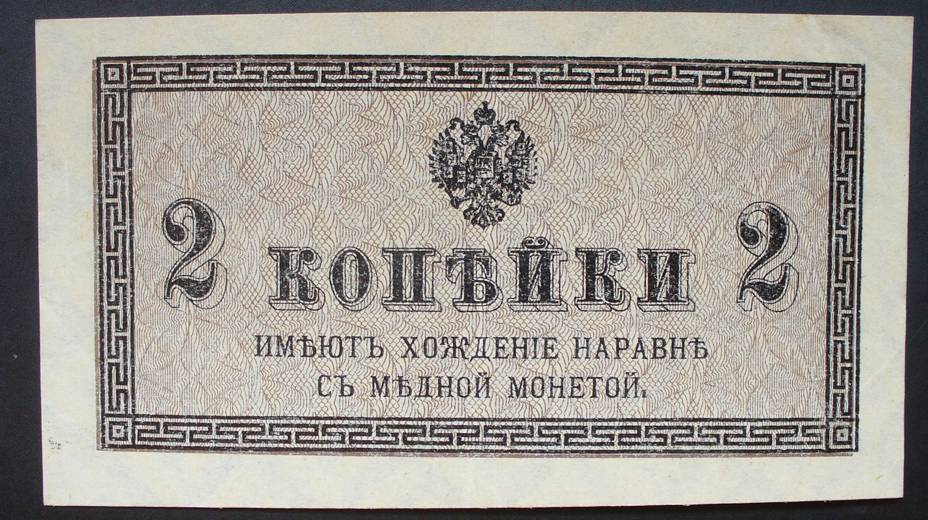 2 КОПѢЙКИ 2
ИМѢЮТЪ ХОЖДЕНІЕ НАРАВНѢ
СЪ МѢДНОЙ МОНЕТОЙ.